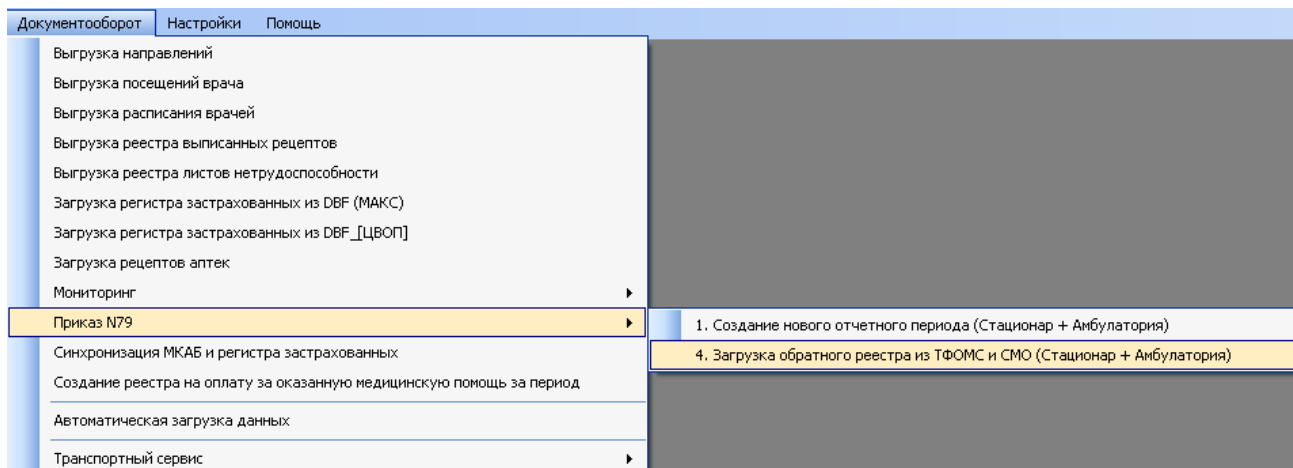 Документооборот Настройки Помощь
Выгрузка направлений
Выгрузка посещений врача
Выгрузка расписания врачей
Выгрузка реестра выписанных рецептов
Выгрузка реестра листов нетрудоспособности
Загрузка регистра застрахованных из DBF (МАКС)
Загрузка регистра застрахованных из DBF_[ЦВОП]
Загрузка рецептов аптек
Мониторинг
Приказ N79
1. Создание нового отчетного периода (Стационар + Амбулатория)
4. Загрузка обратного реестра из ТФОМС и СМО (Стационар + Амбулатория)
Синхронизация МКАБ и регистра застрахованных
Создание реестра на оплату за оказанную медицинскую помощь за период
Автоматическая загрузка данных
Транспортный сервис